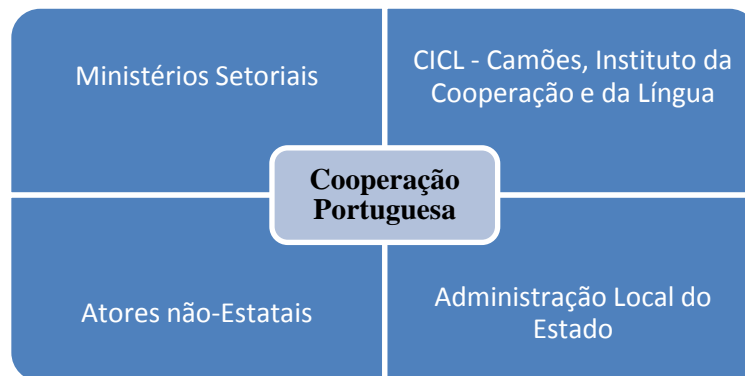 Ministérios Setoriais
CICL - Camões, Instituto da
Cooperação e da Língua
Cooperação
Portuguesa
Atores não-Estatais
Administração Local do
Estado